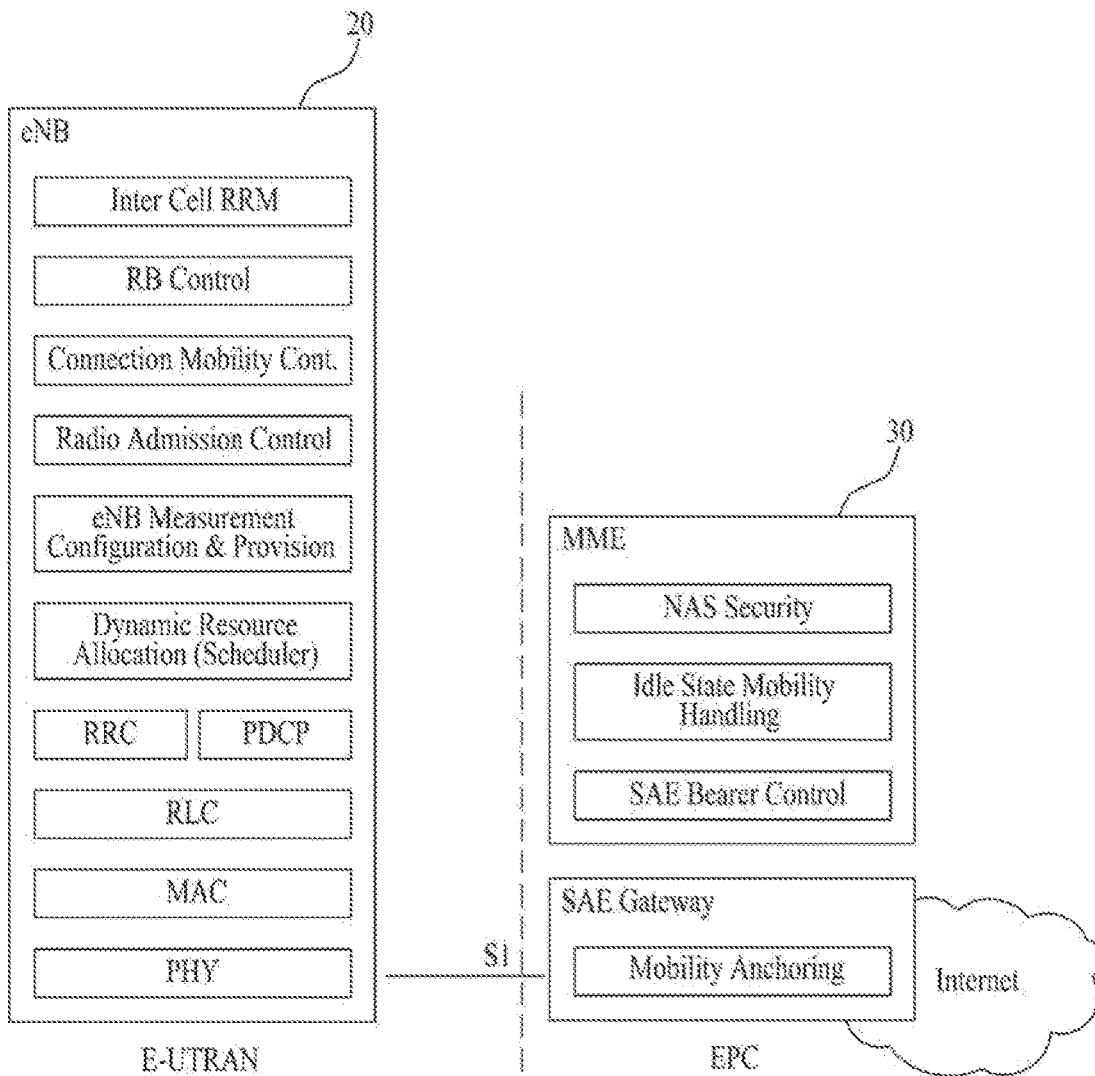 20
eNB
Inter Cell RRM
RB Control
Connection Mobility Cont.
Radio Admission Control
eNB Measurement
Configuration & Provision
Dynamic Resource
Allocation (Scheduler)
RRC
PDCP
RLC
MAC
PHY
E-UTRAN
S1
30
MME
NAS Security
Idle State Mobility
Handling
SAE Bearer Control
SAE Gateway
Mobility Anchoring
Internet
EPC